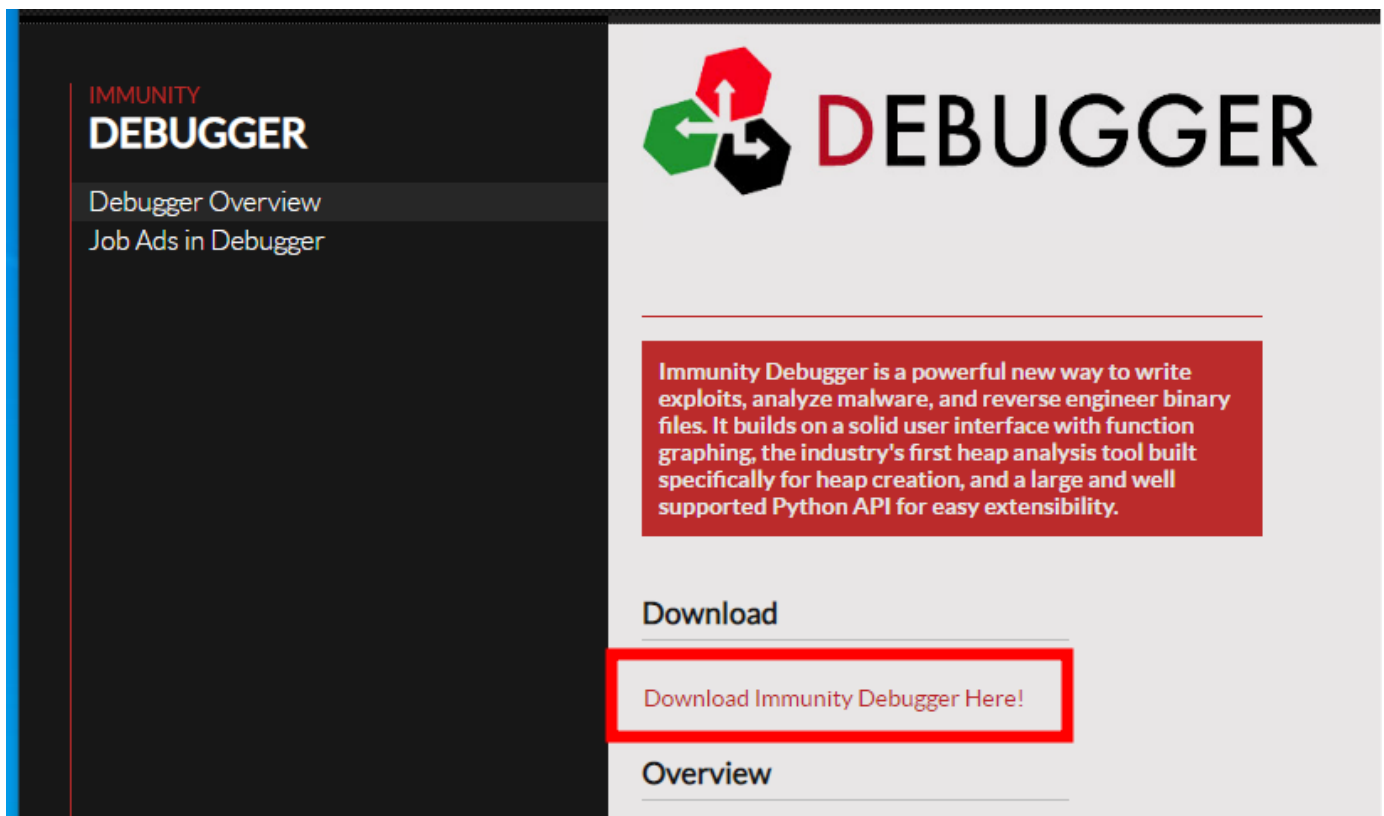 IMMUNITY
DEBUGGER
Debugger Overview
Job Ads in Debugger
DEBUGGER
Immunity Debugger is a powerful new way to write
exploits, analyze malware, and reverse engineer binary
files. It builds on a solid user interface with function
graphing, the industry's first heap analysis tool built
specifically for heap creation, and a large and well
supported Python API for easy extensibility.
Download
Download Immunity Debugger Here!
Overview